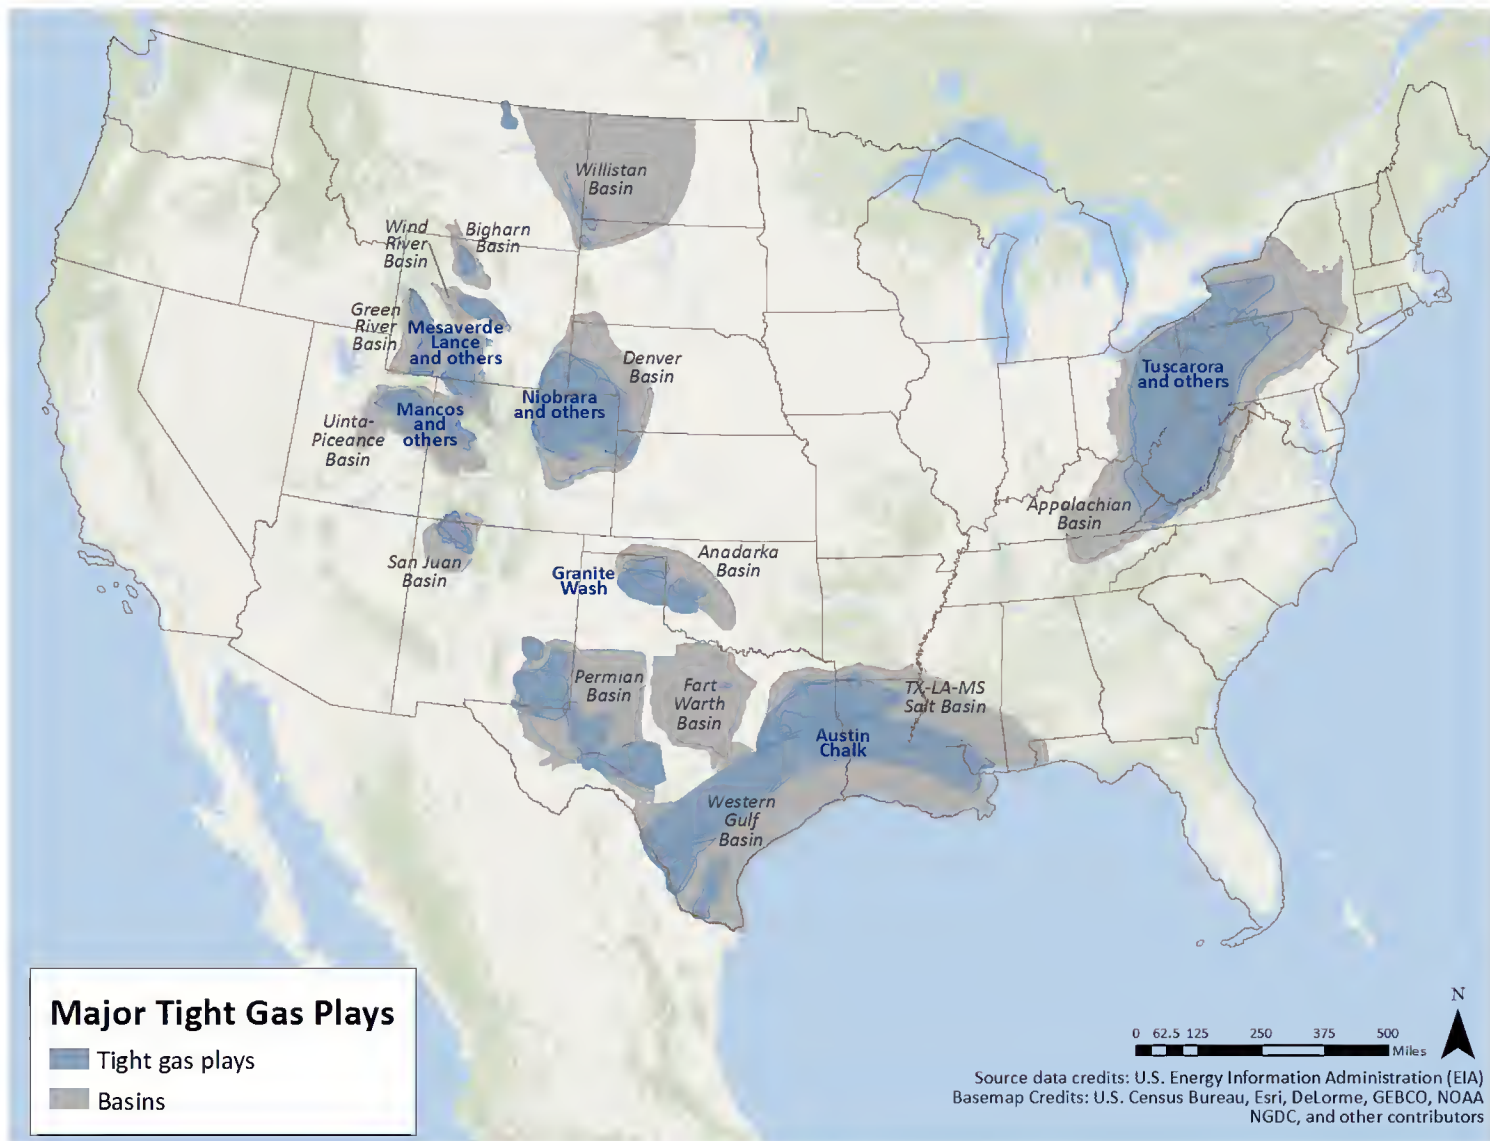 Willistan
Basin
Wind
River
Basin
Bigharn
Basin
Green
River
Basin
Mesaverde
Lance
and others
Denver
Basin
Niobrara
and others
Mancos
and
others
Uinta-
Piceance
Basin
Tuscarora
and others
Appalachian
Basin
San Juan
Basin
Granite
Wash
Anadarka
Basin
Permian
Basin
Fart
Warth
Basin
TX-LA-MS
Salt Basin
Austin
Chalk
Western
Gulf
Basin
Major Tight Gas Plays
Tight gas plays
Basins
N
0 62.5 125 250 375 500
Miles
Source data credits: U.S. Energy Information Administration (EIA)
Basemap Credits: U.S. Census Bureau, Esri, DeLorme, GEBCO, NOAA
NGDC, and other contributors